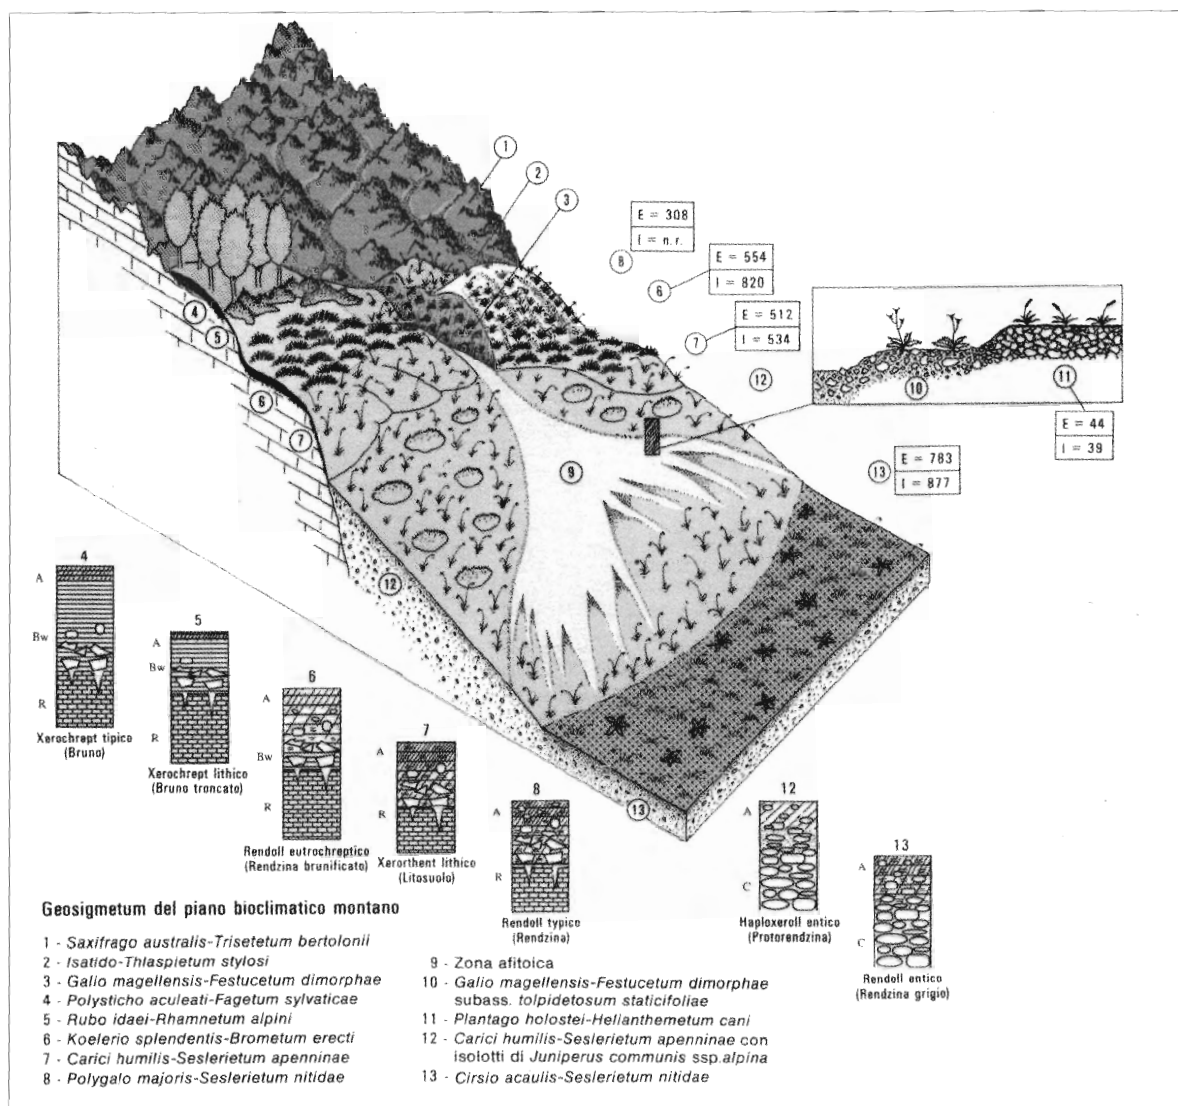 1
2
3
E = 308
I = n.r.
8
E = 554
I = 820
6
E = 512
I = 534
7
12
10
11
E = 44
I = 39
E = 783
I = 877
13
4
5
6
7
9
12
13
4
A
Bw
R
Xerochrept tipico
(Bruno)
5
A
Bw
R
Xerochrept lithico
(Bruno troncato)
6
A
Bw
R
Rendoll eutrochreptico
(Rendzina brunificato)
7
A
R
Xerorthent lithico
(Litosuolo)
8
A
R
Rendoll typico
(Rendzina)
12
A
C
Haploxeroll entico
(Protorendzina)
13
A
C
Rendoll entico
(Rendzina grigio)
Geosigmetum del piano bioclimatico montano
1 - Saxifrago australis-Trisetetum bertolonii
2 - Isatido-Thlaspietum stylosi
3 - Galio magellensis-Festucetum dimorphae
4 - Polysticho aculeati-Fagetum sylvaticae
5 - Rubo idaei-Rhamnetum alpini
6 - Koelerio splendentis-Brometum erecti
7 - Carici humilis-Seslerietum apenninae
8 - Polygalo majoris-Seslerietum nitidae
9 - Zona afitoica
10 - Galio magellensis-Festucetum dimorphae
subass. tolpidetosum staticifoliae
11 - Plantago holostei-Helianthemetum cani
12 - Carici humilis-Seslerietum apenninae con
isolotti di Juniperus communis ssp.alpina
13 - Cirsio acaulis-Seslerietum nitidae